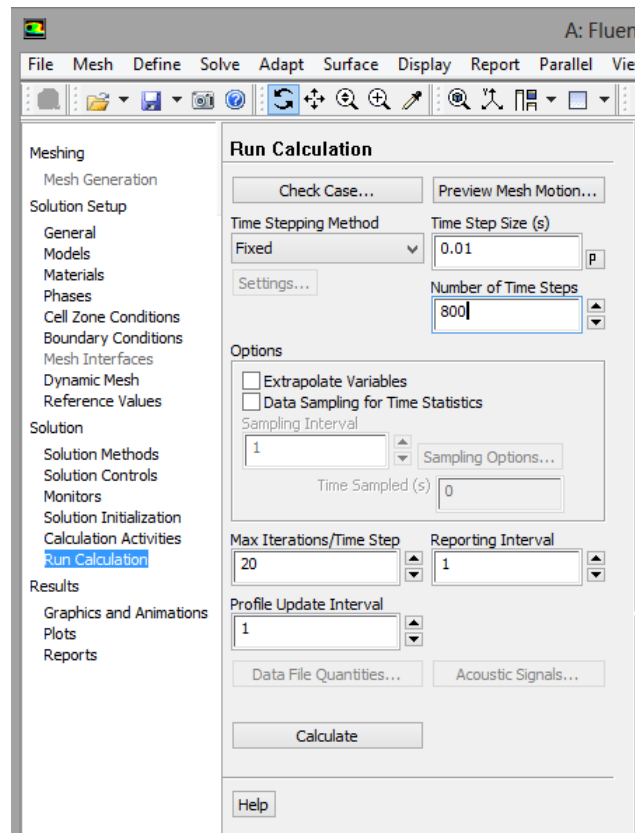 A: Fluen
File Mesh Define Solve Adapt Surface Display Report Parallel Vie
Meshing
Mesh Generation
Solution Setup
General
Models
Materials
Phases
Cell Zone Conditions
Boundary Conditions
Mesh Interfaces
Dynamic Mesh
Reference Values
Solution
Solution Methods
Solution Controls
Monitors
Solution Initialization
Calculation Activities
Run Calculation
Results
Graphics and Animations
Plots
Reports
Run Calculation
Check Case... Preview Mesh Motion...
Time Stepping Method Time Step Size (s)
Fixed 0.01 P
Settings... Number of Time Steps
800
Options
Extrapolate Variables
Data Sampling for Time Statistics
Sampling Interval
1 Sampling Options...
Time Sampled (s) 0
Max Iterations/Time Step Reporting Interval
20 1
Profile Update Interval
1
Data File Quantities... Acoustic Signals...
Calculate
Help